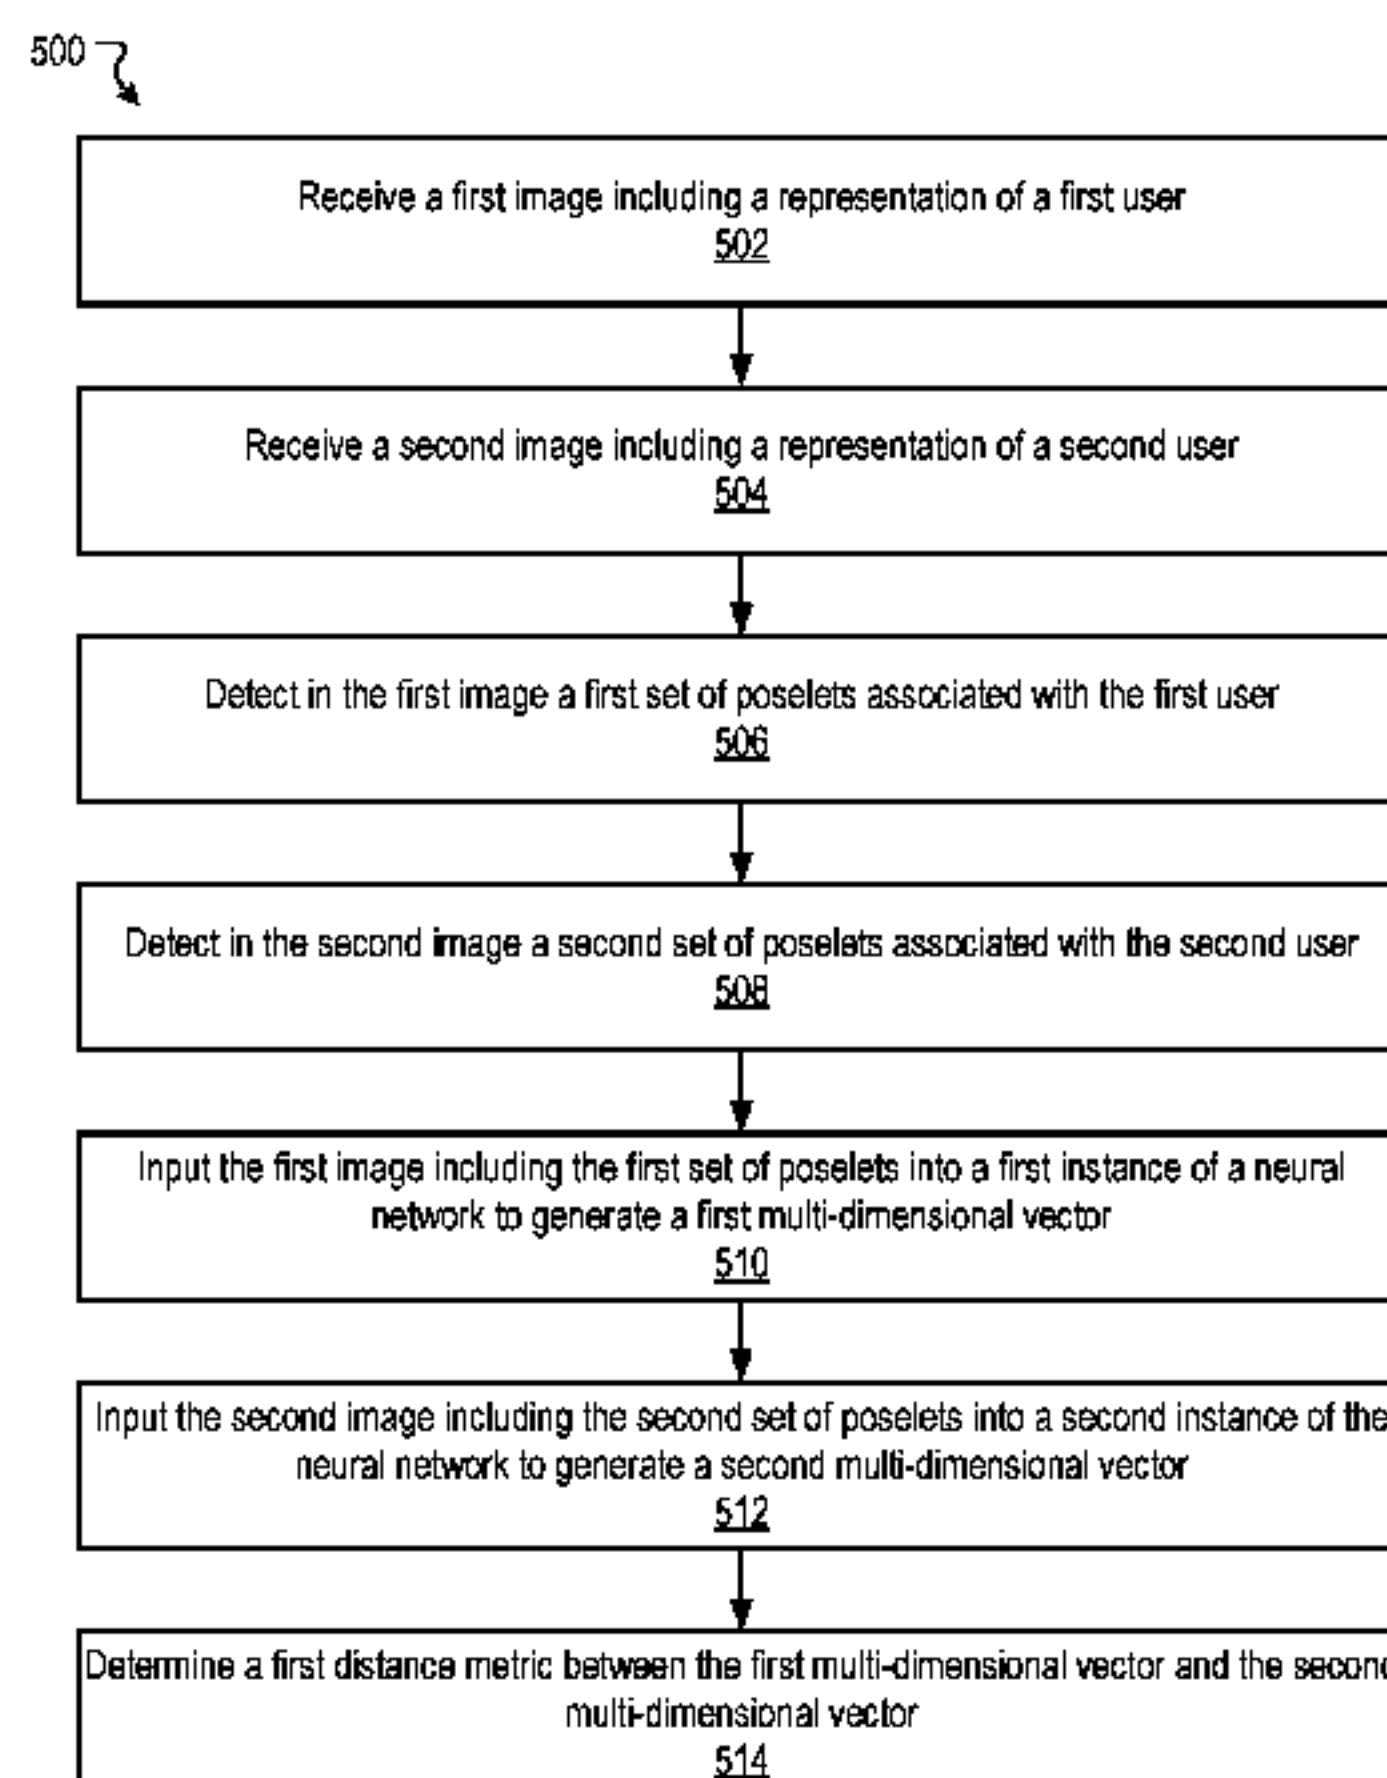 500
Receive a first image including a representation of a first user
502
Receive a second image including a representation of a second user
504
Detect in the first image a first set of poselets associated with the first user
506
Detect in the second image a second set of poselets associated with the second user
508
Input the first image including the first set of poselets into a first instance of a neural
network to generate a first multi-dimensional vector
510
Input the second image including the second set of poselets into a second instance of the
neural network to generate a second multi-dimensional vector
512
Determine a first distance metric between the first multi-dimensional vector and the second
multi-dimensional vector
514